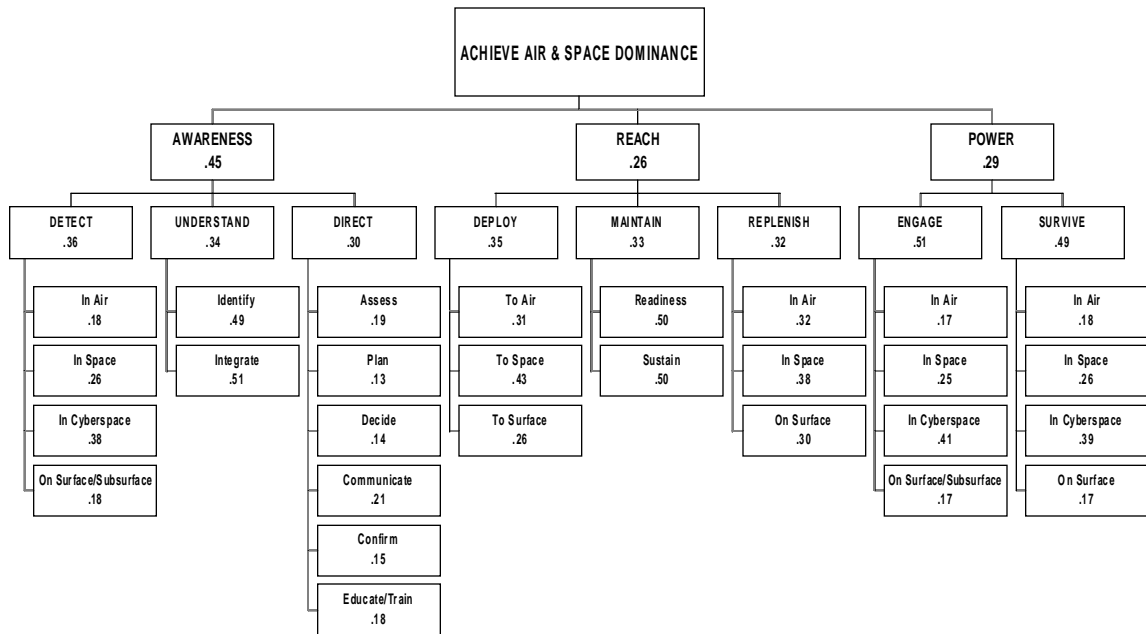 ACHIEVE AIR & SPACE DOMINANCE
AWARENESS
.45
REACH
.26
POWER
.29
DETECT
.36
UNDERSTAND
.34
DIRECT
.30
DEPLOY
.35
MAINTAIN
.33
REPLENISH
.32
ENGAGE
.51
SURVIVE
.49
In Air
.18
In Space
.26
In Cyberspace
.38
On Surface/Subsurface
.18
Identify
.49
Integrate
.51
Assess
.19
Plan
.13
Decide
.14
Communicate
.21
Confirm
.15
Educate/Train
.18
To Air
.31
To Space
.43
To Surface
.26
Readiness
.50
Sustain
.50
In Air
.32
In Space
.38
On Surface
.30
In Air
.17
In Space
.25
In Cyberspace
.41
On Surface/Subsurface
.17
In Air
.18
In Space
.26
In Cyberspace
.39
On Surface
.17